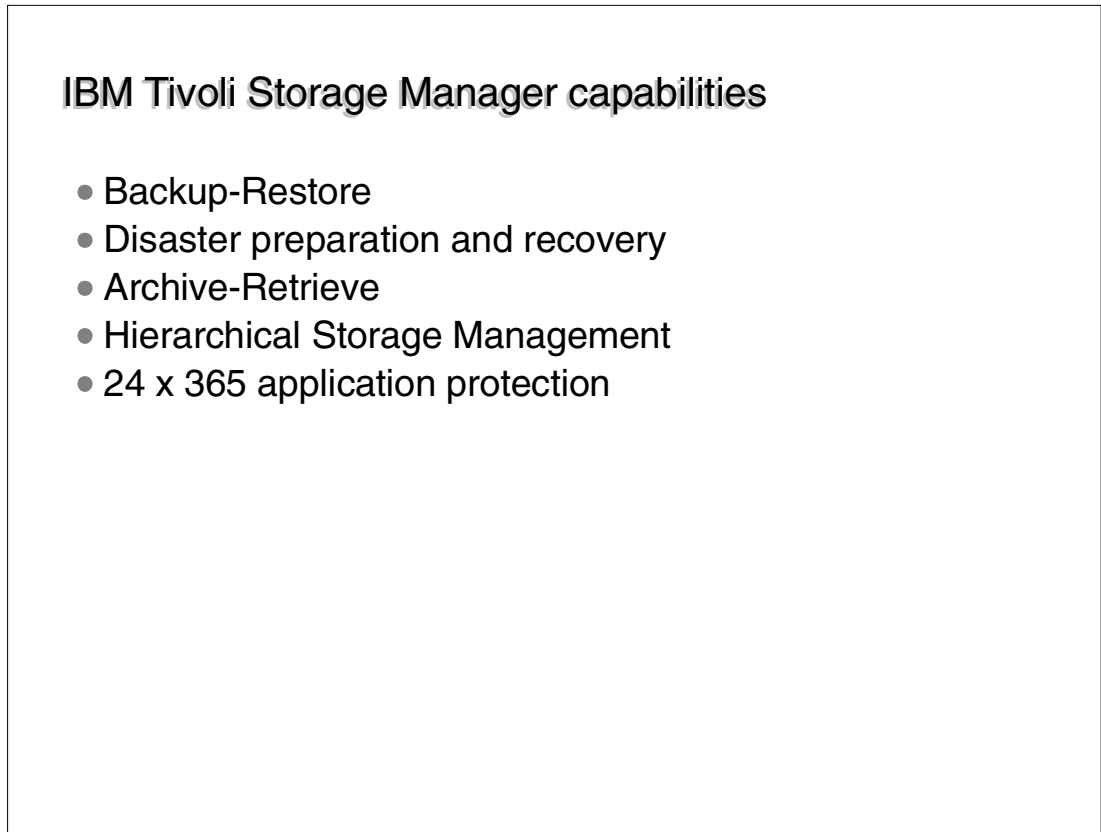 IBM Tivoli Storage Manager capabilities
● Backup-Restore
● Disaster preparation and recovery
● Archive-Retrieve
● Hierarchical Storage Management
● 24 x 365 application protection